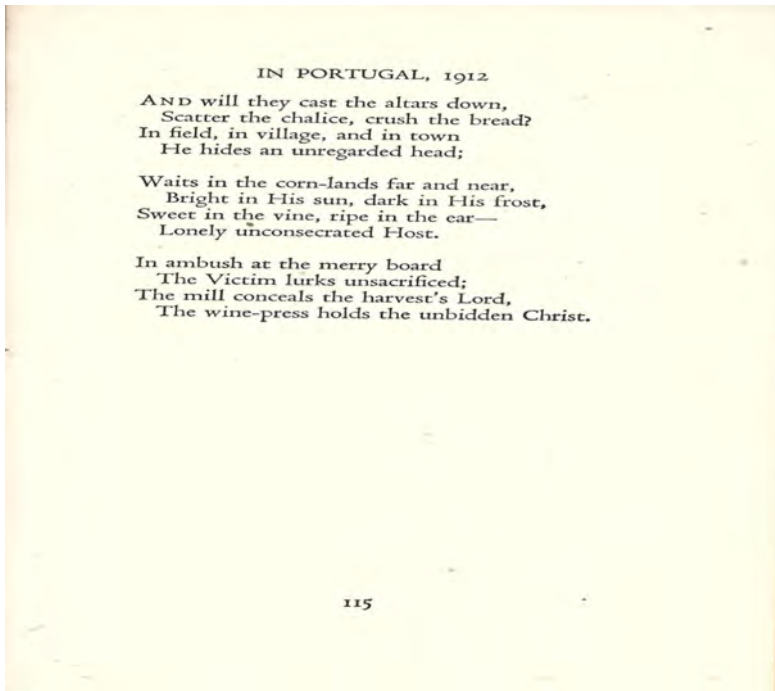 IN PORTUGAL, 1912
AND will they cast the altars down,
Scatter the chalice, crush the bread?
In field, in village, and in town
He hides an unregarded head;
Waits in the corn-lands far and near,
Bright in His sun, dark in His frost,
Sweet in the vine, ripe in the ear—
Lonely unconsecrated Host.
In ambush at the merry board
The Victim lurks unsacrificed;
The mill conceals the harvest's Lord,
The wine-press holds the unbidden Christ.
115